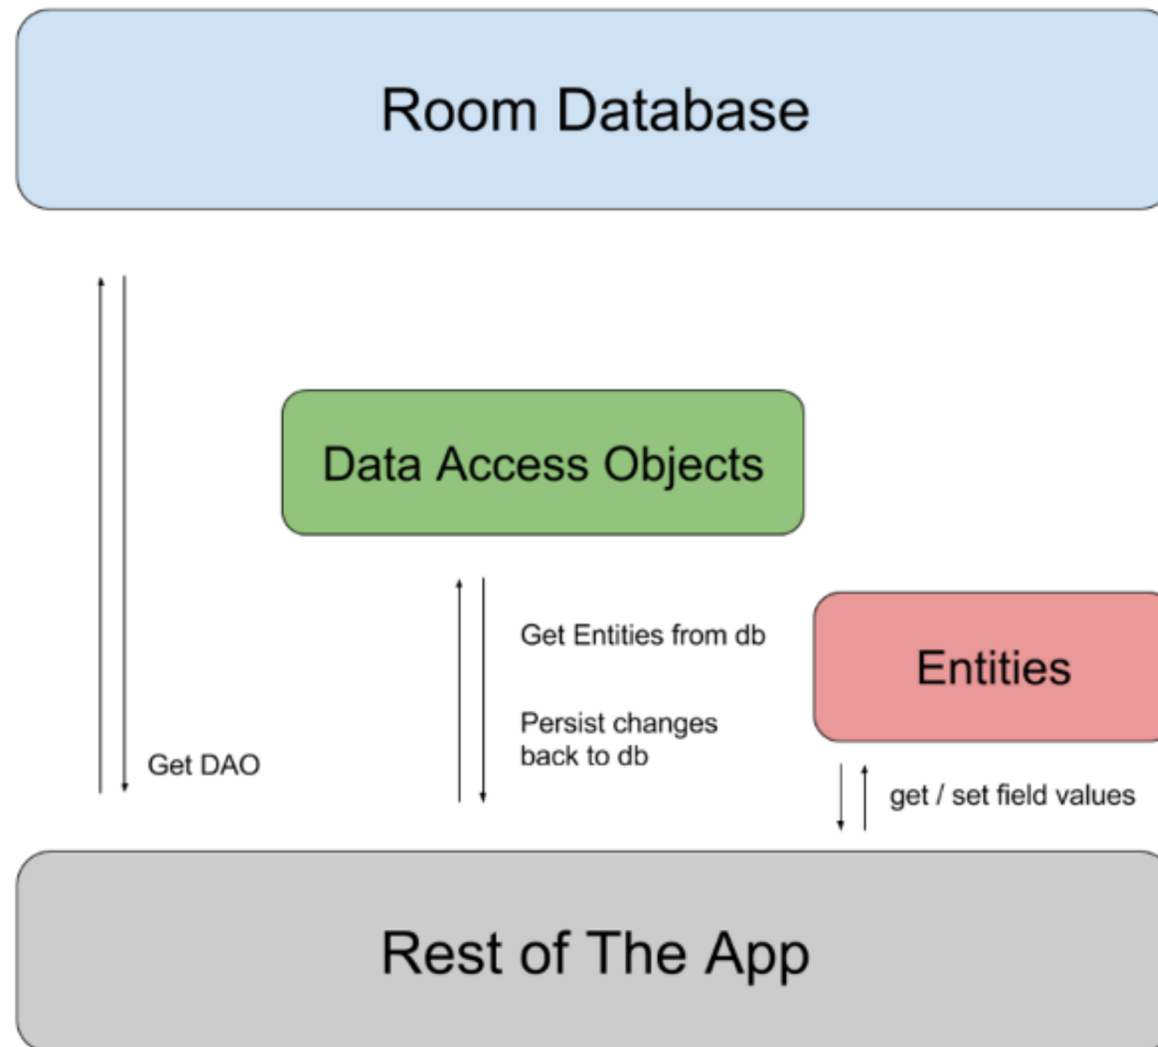 Room Database
Data Access Objects
Get Entities from db
Entities
Persist changes
back to db
Get DAO
get / set field values
Rest of The App